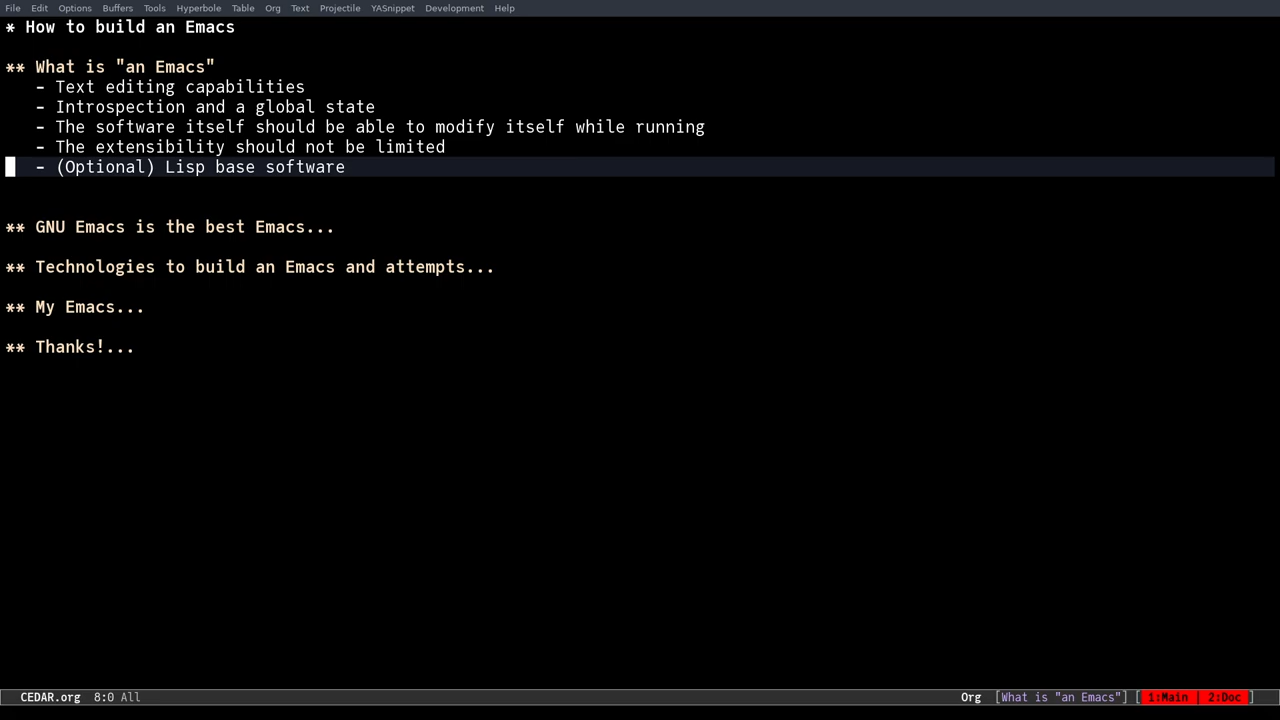 File Edit Options Buffers Tools Hyperbole Table Org Text Projectile YASnippet Development Help
* How to build an Emacs
** What is "an Emacs"
- Text editing capabilities
- Introspection and a global state
- The software itself should be able to modify itself while running
- The extensibility should not be limited
- (Optional) Lisp base software
** GNU Emacs is the best Emacs...
** Technologies to build an Emacs and attempts...
** My Emacs...
** Thanks!...
CEDAR.org 8:0 All Org [What is "an Emacs"] [ 1:Main | 2:Doc ]